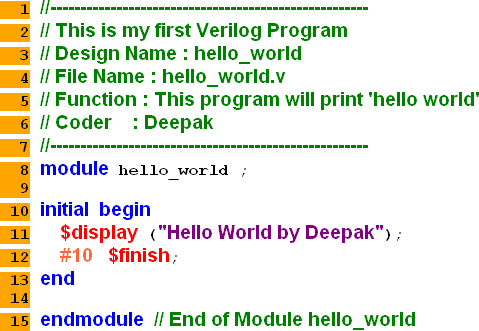 1 //-----------------------------------------------------
2 // This is my first Verilog Program
3 // Design Name : hello_world
4 // File Name : hello_world.v
5 // Function : This program will print 'hello world'
6 // Coder    : Deepak
7 //-----------------------------------------------------
8 module hello_world ;
9
10 initial  begin
11   $display ("Hello World by Deepak");
12   #10  $finish;
13 end
14
15 endmodule // End of Module hello_world